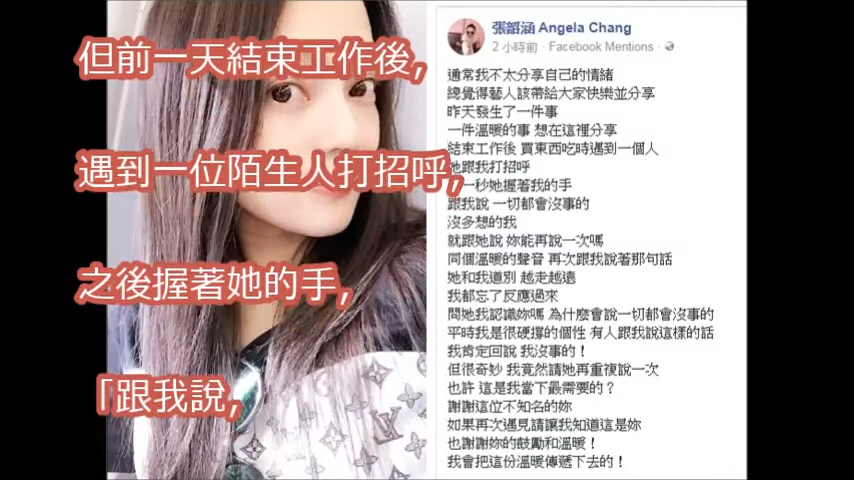 但前一天結束工作後,
遇到一位陌生人打招呼,
之後握著她的手,
「跟我說,
張韶涵 Angela Chang
2 小時前 · Facebook Mentions ·
通常我不太分享自己的情緒
總覺得藝人該帶給大家快樂並分享
昨天發生了一件事
一件溫暖的事 想在這裡分享
結束工作後 買東西吃時遇到一個人
她跟我打招呼
一秒她握著我的手
跟我說 一切都會沒事的
沒多想的我
就跟她說 妳能再說一次嗎
同個溫暖的聲音 再次跟我說著那句話
她和我道別 越走越遠
我都忘了反應過來
問她我認識妳嗎 為什麼會說一切都會沒事的
平時我是很硬撐的個性 有人跟我說這樣的話
我肯定回說 我沒事的！
但很奇妙 我竟然請她再重複說一次
也許 這是我當下最需要的？
謝謝這位不知名的妳
如果再次遇見請讓我知道這是妳
也謝謝妳的鼓勵和溫暖！
我會把這份溫暖傳遞下去的！